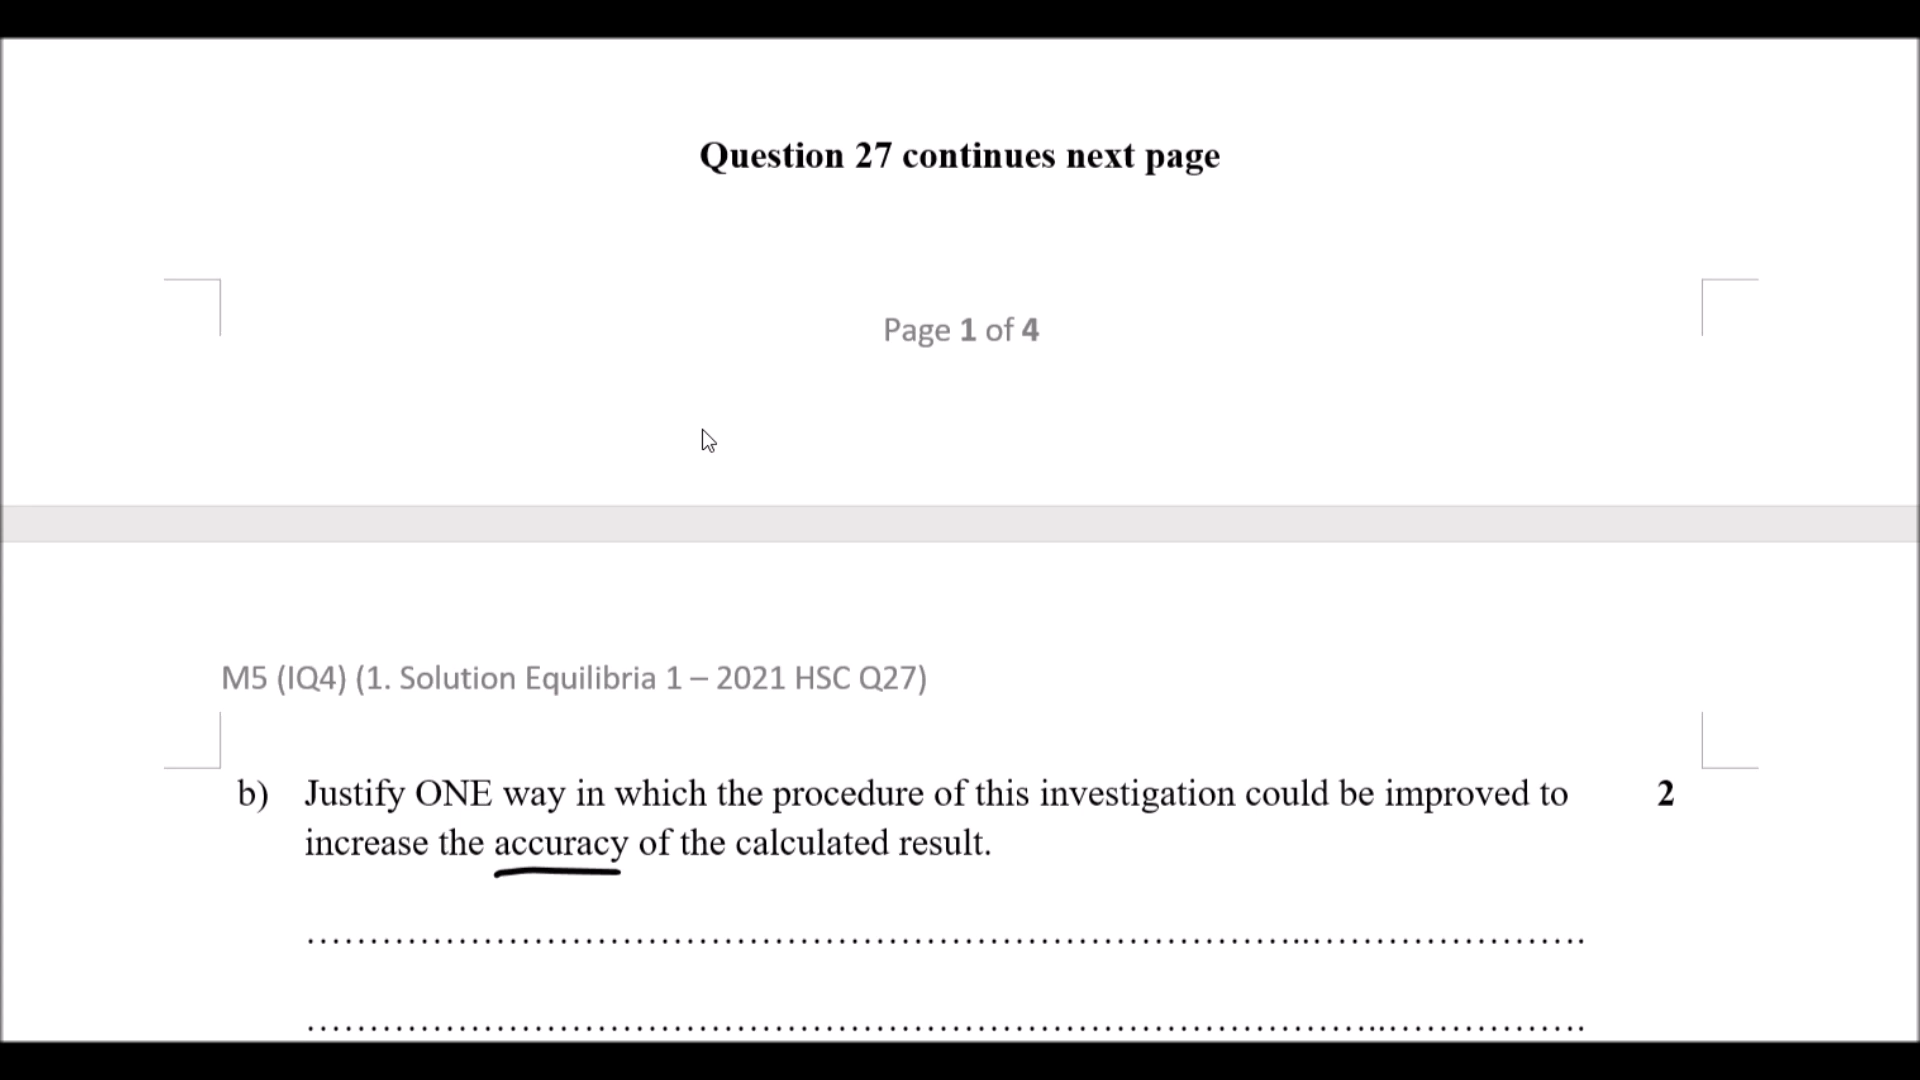 Question 27 continues next page
Page 1 of 4
M5 (IQ4) (1. Solution Equilibria 1 – 2021 HSC Q27)
b) Justify ONE way in which the procedure of this investigation could be improved to 2
increase the accuracy of the calculated result.